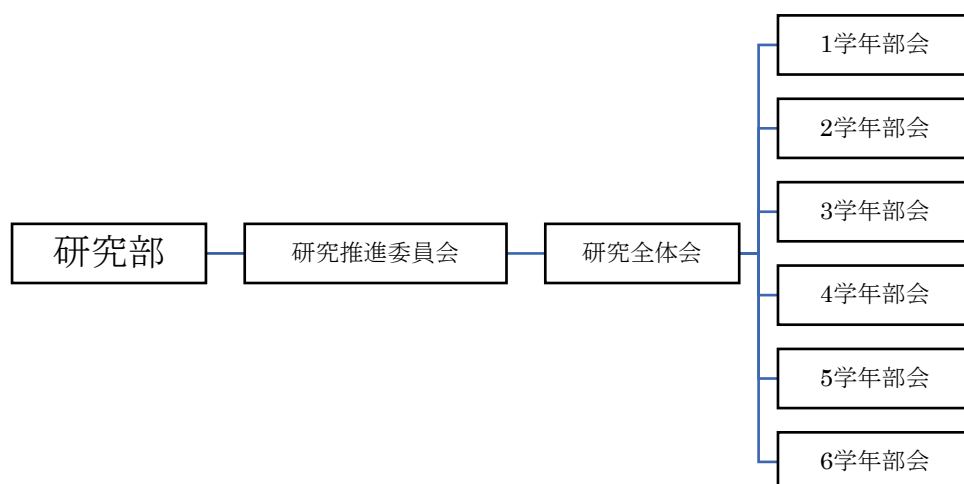 研究部
研究推進委員会
研究全体会
1学年部会
2学年部会
3学年部会
4学年部会
5学年部会
6学年部会